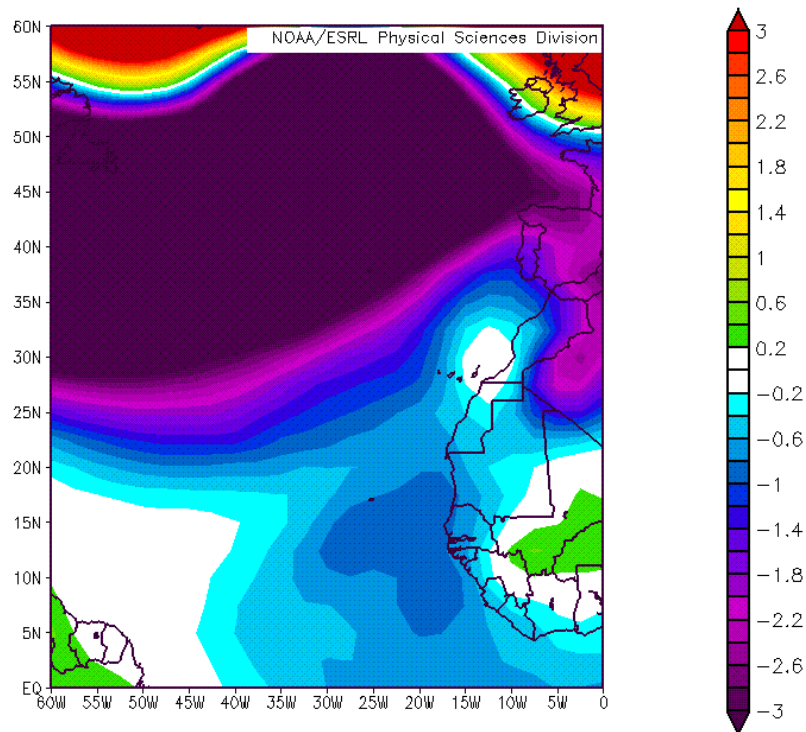 NOAA/ESRL Physical Sciences Division
60N
55N
50N
45N
40N
35N
30N
25N
20N
15N
10N
5N
EQ
60W 55W 50W 45W 40W 35W 30W 25W 20W 15W 10W 5W 0
3
2.6
2.2
1.8
1.4
1
0.6
0.2
-0.2
-0.6
-1
-1.4
-1.8
-2.2
-2.6
-3